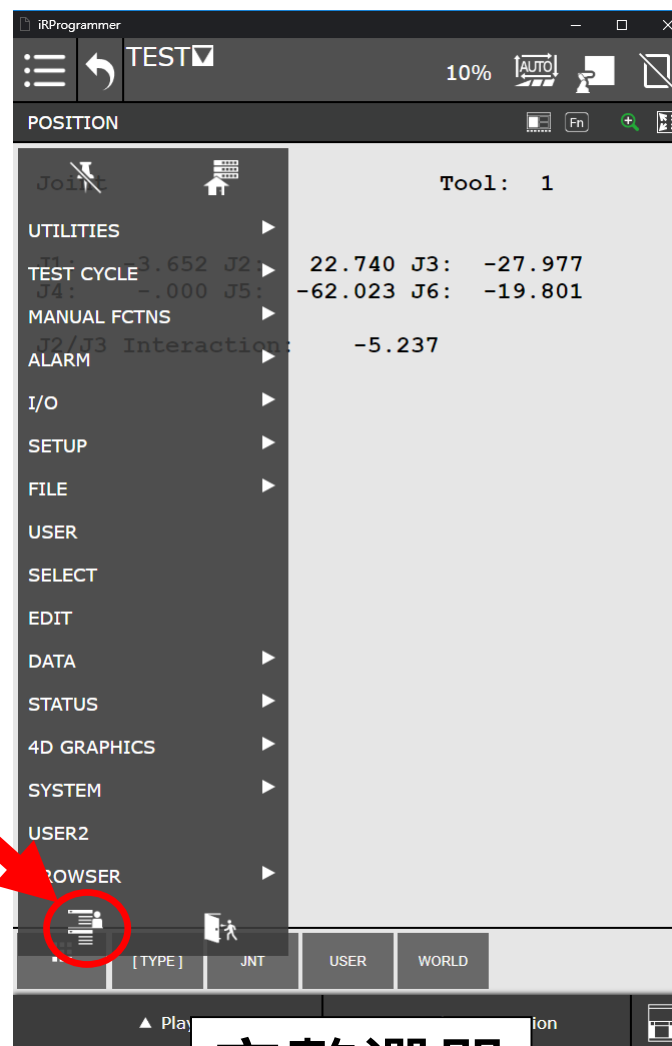 iRProgrammer
TEST
10% AUTO
POSITION Fn
Joint Tool: 1
UTILITIES
J1: -3.652 J2: 22.740 J3: -27.977
TEST CYCLE
J4: -.000 J5: -62.023 J6: -19.801
MANUAL FCTNS
J2/J3 Interaction: -5.237
ALARM
I/O
SETUP
FILE
USER
SELECT
EDIT
DATA
STATUS
4D GRAPHICS
SYSTEM
USER2
BROWSER
[TYPE] JNT USER WORLD
▲ Play ion